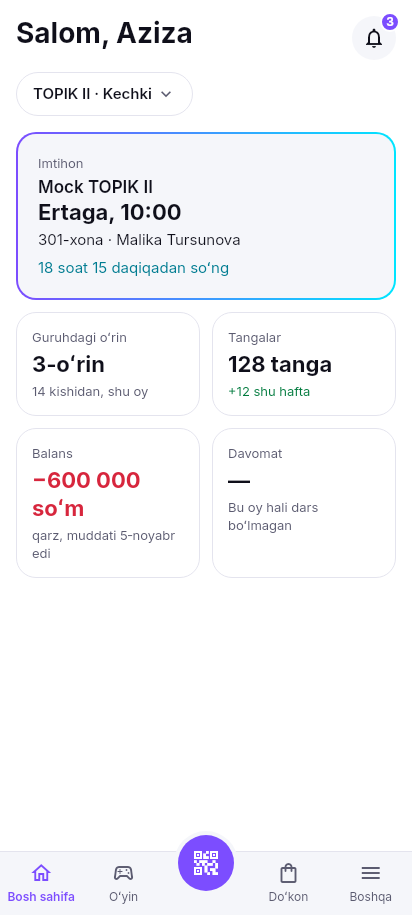 Salom, Aziza
3
TOPIK II · Kechki
Imtihon
Mock TOPIK II
Ertaga, 10:00
301-xona · Malika Tursunova
18 soat 15 daqiqadan soʻng
Guruhdagi oʻrin
3-oʻrin
14 kishidan, shu oy
Tangalar
128 tanga
+12 shu hafta
Balans
−600 000
soʻm
qarz, muddati 5-noyabr
edi
Davomat
—
Bu oy hali dars
boʻlmagan
Bosh sahifa
Oʻyin
Doʻkon
Boshqa